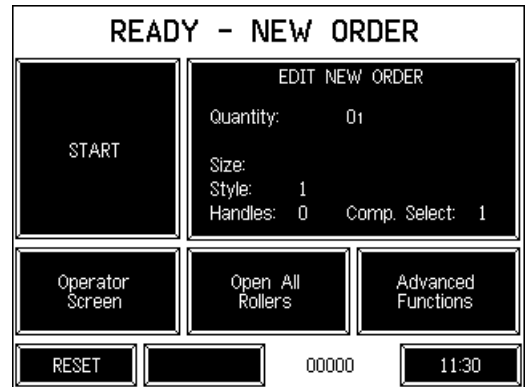 READY - NEW ORDER
START
EDIT NEW ORDER
Quantity: 01
Size:
Style: 1
Handles: 0 Comp. Select: 1
Operator
Screen
Open All
Rollers
Advanced
Functions
RESET
00000
11:30